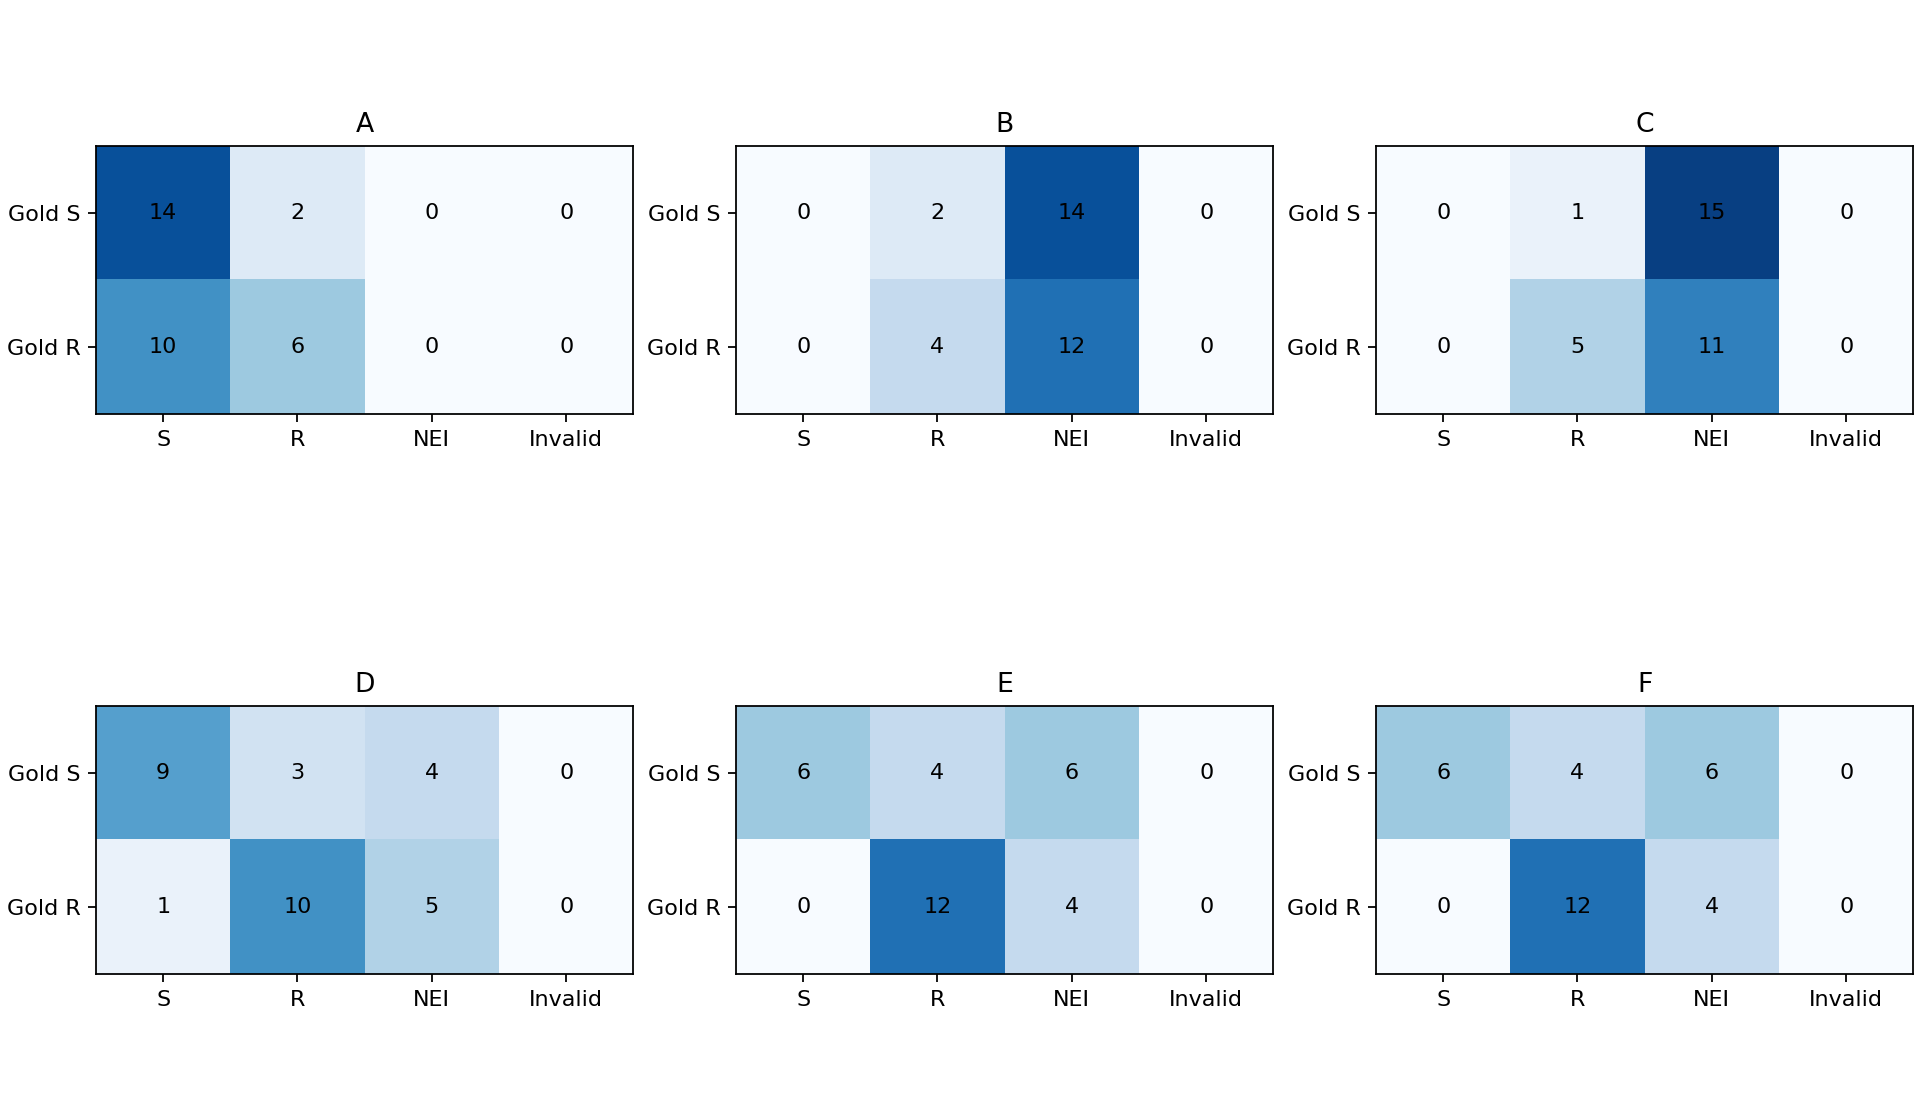 A B C
Gold S 14 2 0 0 Gold S 0 2 14 0 Gold S 0 1 15 0
Gold R 10 6 0 0 Gold R 0 4 12 0 Gold R 0 5 11 0
S R NEI Invalid S R NEI Invalid S R NEI Invalid
D E F
Gold S 9 3 4 0 Gold S 6 4 6 0 Gold S 6 4 6 0
Gold R 1 10 5 0 Gold R 0 12 4 0 Gold R 0 12 4 0
S R NEI Invalid S R NEI Invalid S R NEI Invalid